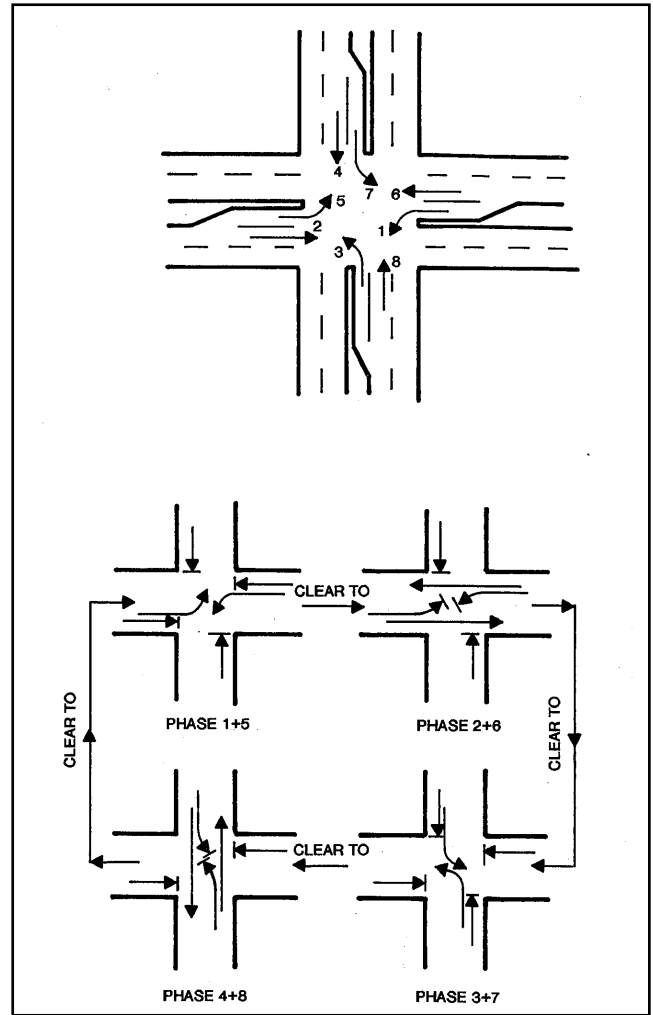 4
7
6
5
2
1
3
8
CLEAR TO
PHASE 1+5
PHASE 2+6
CLEAR TO
CLEAR TO
CLEAR TO
PHASE 4+8
PHASE 3+7